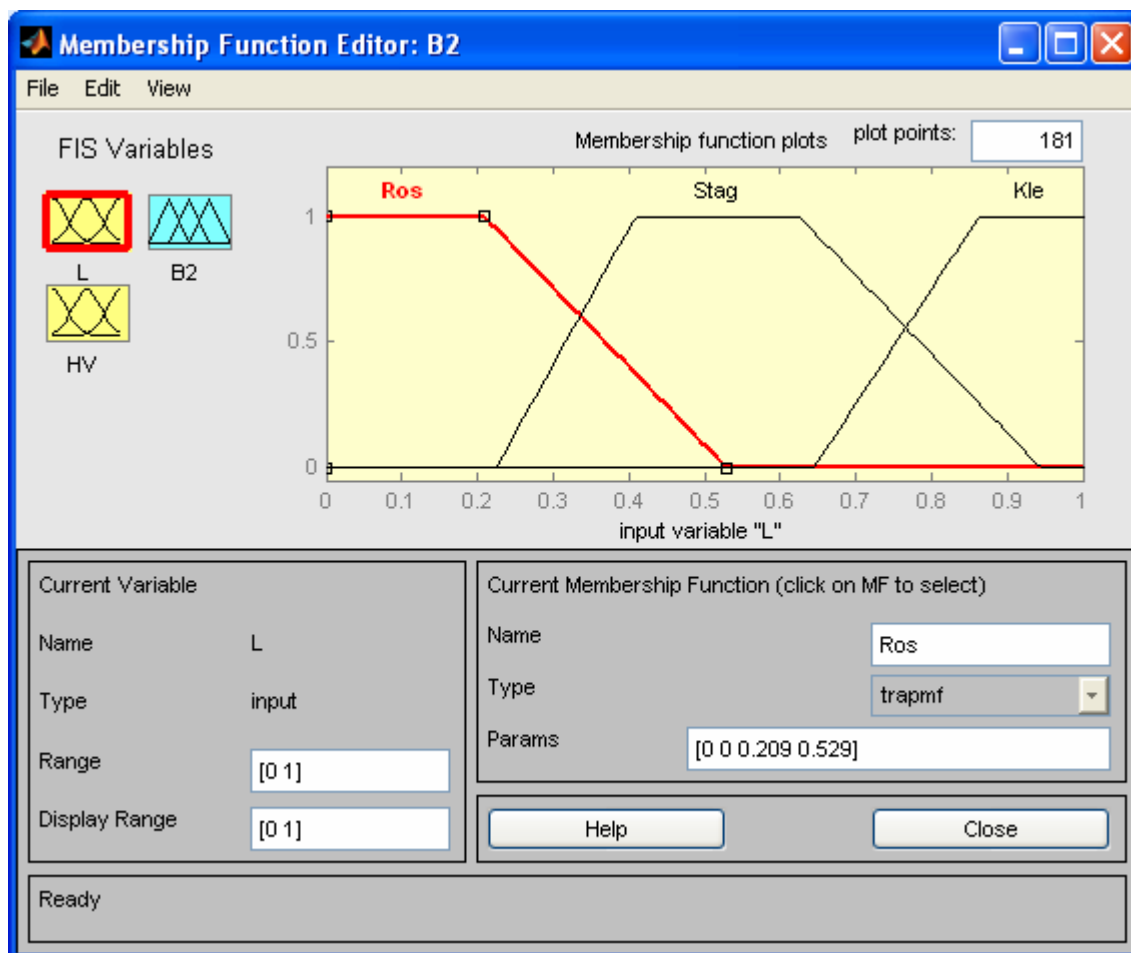 Membership Function Editor: B2
File Edit View
FIS Variables
L
B2
HV
Membership function plots
plot points:
181
Ros
Stag
Kle
1
0.5
0
0 0.1 0.2 0.3 0.4 0.5 0.6 0.7 0.8 0.9 1
input variable "L"
Current Variable
Name L
Type input
Range [0 1]
Display Range [0 1]
Current Membership Function (click on MF to select)
Name Ros
Type trapmf
Params [0 0 0.209 0.529]
Help
Close
Ready